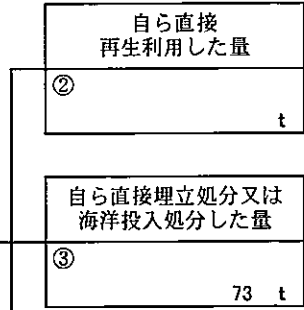 自ら直接
再生利用した量
②
t
自ら直接埋立処分又は
海洋投入処分した量
③
73 t